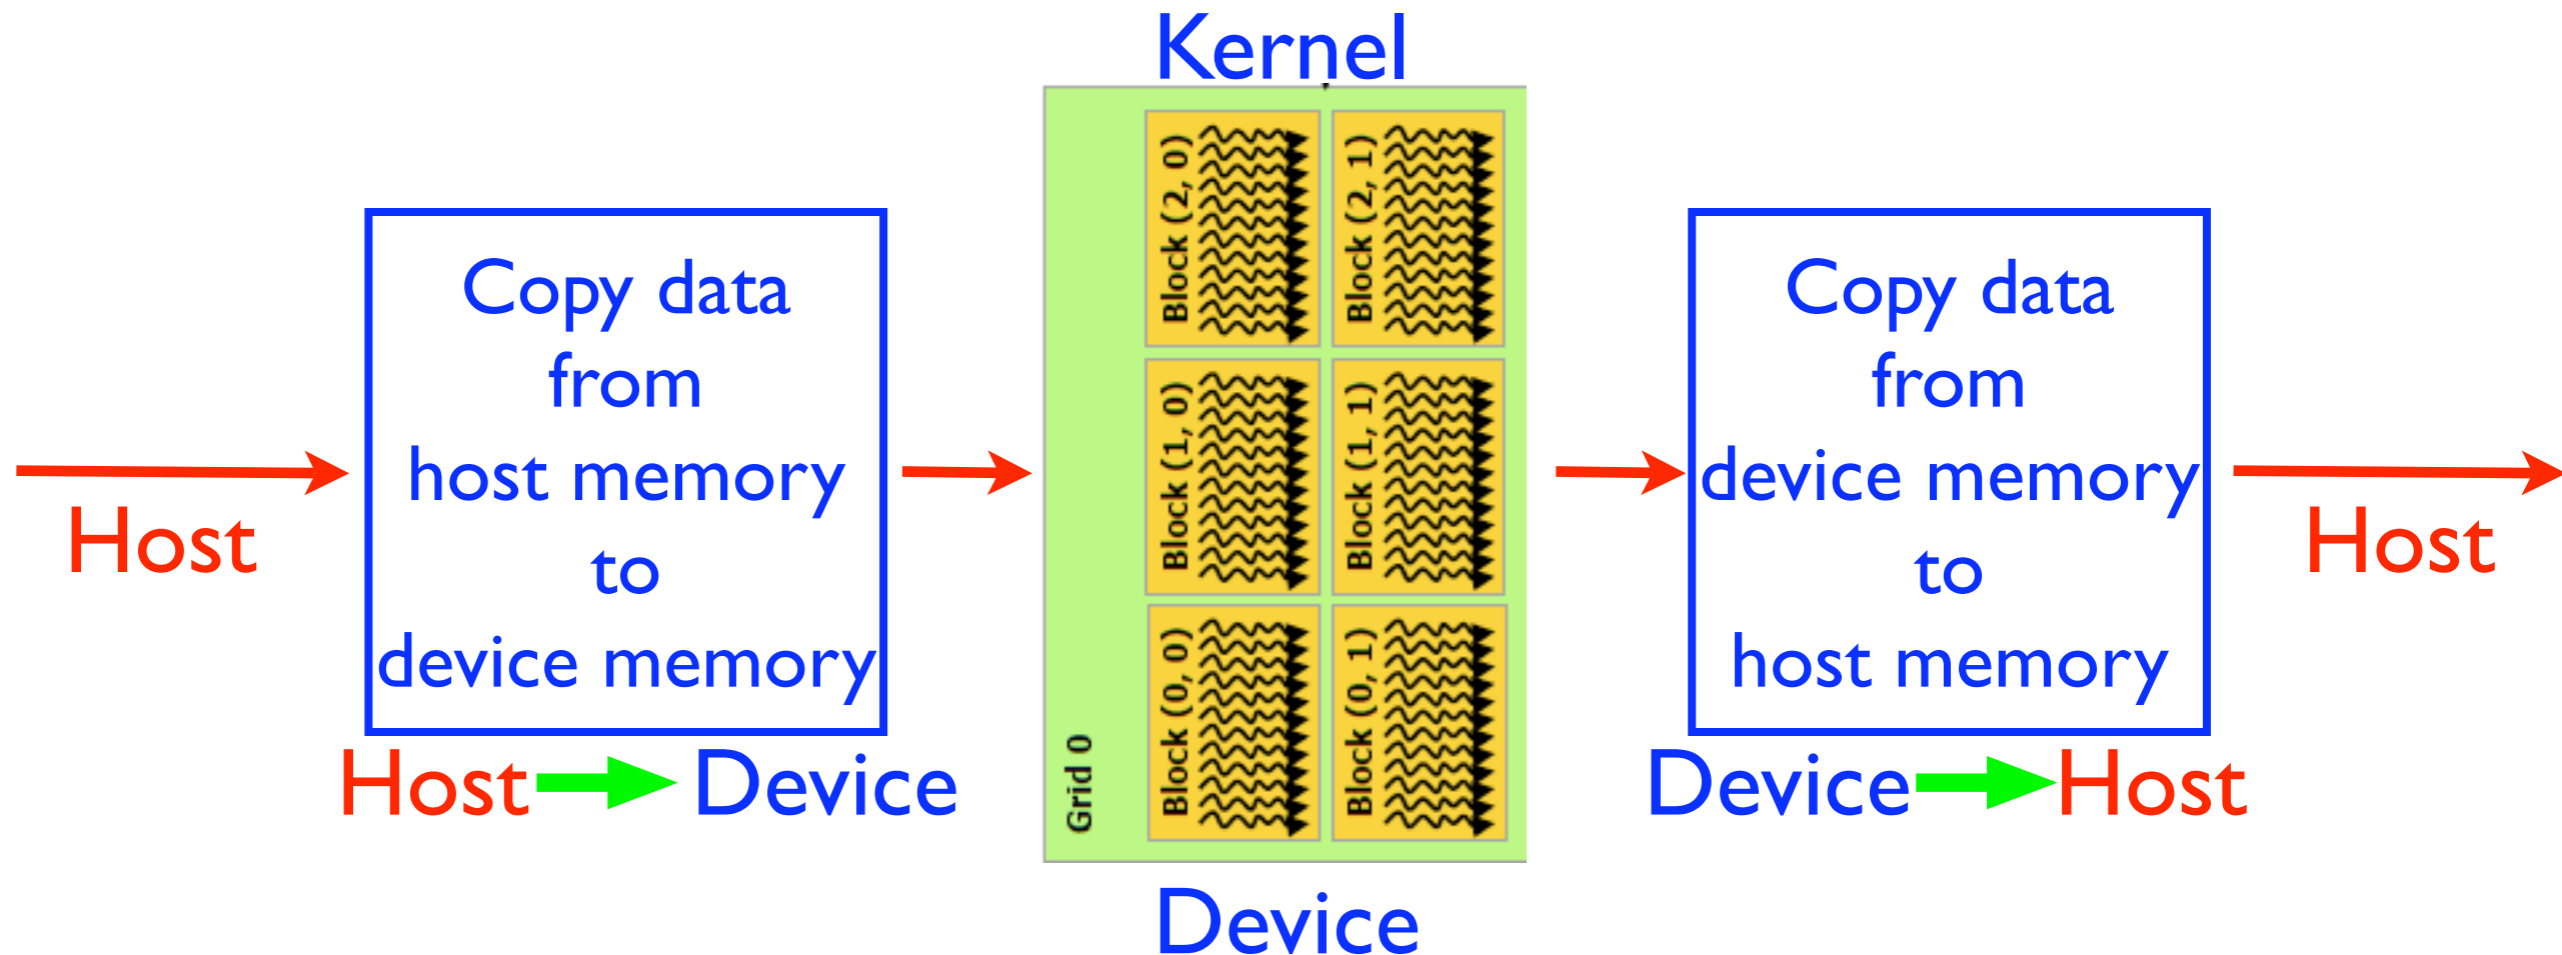 Kernel
Host
Copy data
from
host memory
to
device memory
Host
Device
Grid 0
Block (2, 0)
Block (2, 1)
Block (1, 0)
Block (1, 1)
Block (0, 0)
Block (0, 1)
Device
Copy data
from
device memory
to
host memory
Device
Host
Host